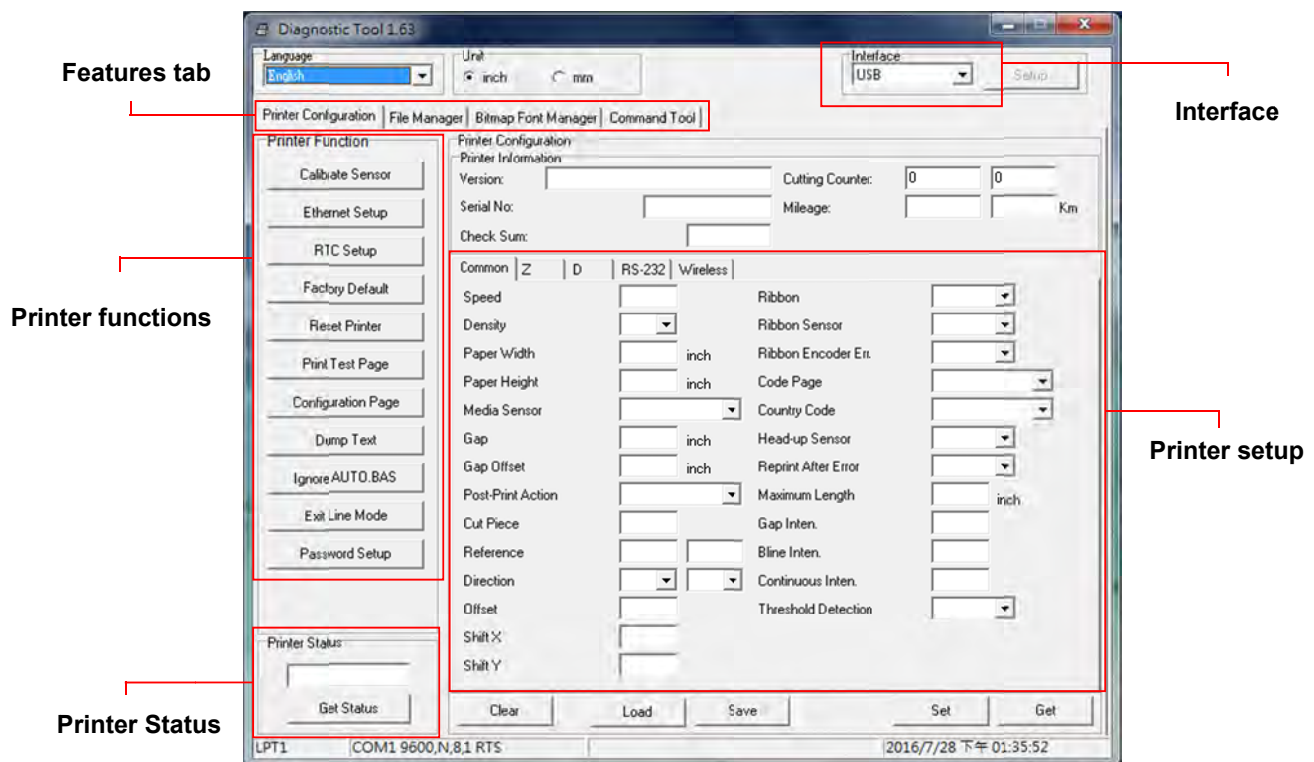 Diagnostic Tool 1.63
Language
English
Unit
inch
mm
Interface
USB
Setup
Features tab
Interface
Printer Configuration
File Manager
Bitmap Font Manager
Command Tool
Printer Function
Calibrate Sensor
Ethernet Setup
RTC Setup
Factory Default
Reset Printer
Print Test Page
Configuration Page
Dump Text
Ignore AUTO.BAS
Exit Line Mode
Password Setup
Printer functions
Printer Configuration
Printer Information
Version:
Cutting Counter:
0
0
Serial No:
Mileage:
Km
Check Sum:
Common
Z
D
RS-232
Wireless
Speed
Density
Paper Width
inch
Paper Height
inch
Media Sensor
Gap
inch
Gap Offset
inch
Post-Print Action
Cut Piece
Reference
Direction
Offset
Shift X
Shift Y
Ribbon
Ribbon Sensor
Ribbon Encoder Err.
Code Page
Country Code
Head-up Sensor
Reprint After Error
Maximum Length
inch
Gap Inten.
Bline Inten.
Continuous Inten.
Threshold Detection
Printer setup
Printer Status
Get Status
Printer Status
Clear
Load
Save
Set
Get
LPT1
COM1 9600,N,8,1 RTS
2016/7/28 下午 01:35:52